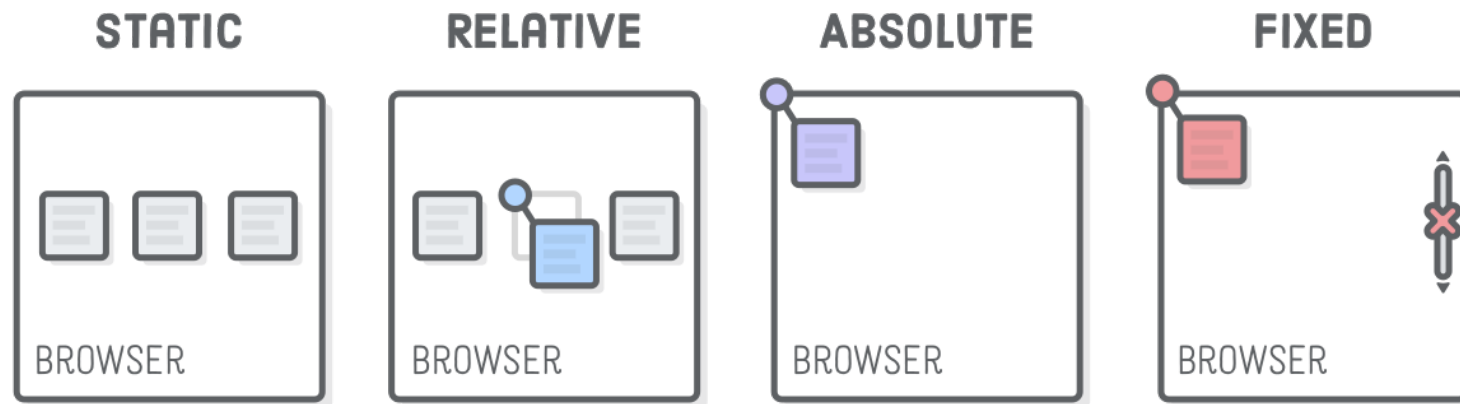 STATIC
RELATIVE
ABSOLUTE
FIXED
BROWSER
BROWSER
BROWSER
BROWSER